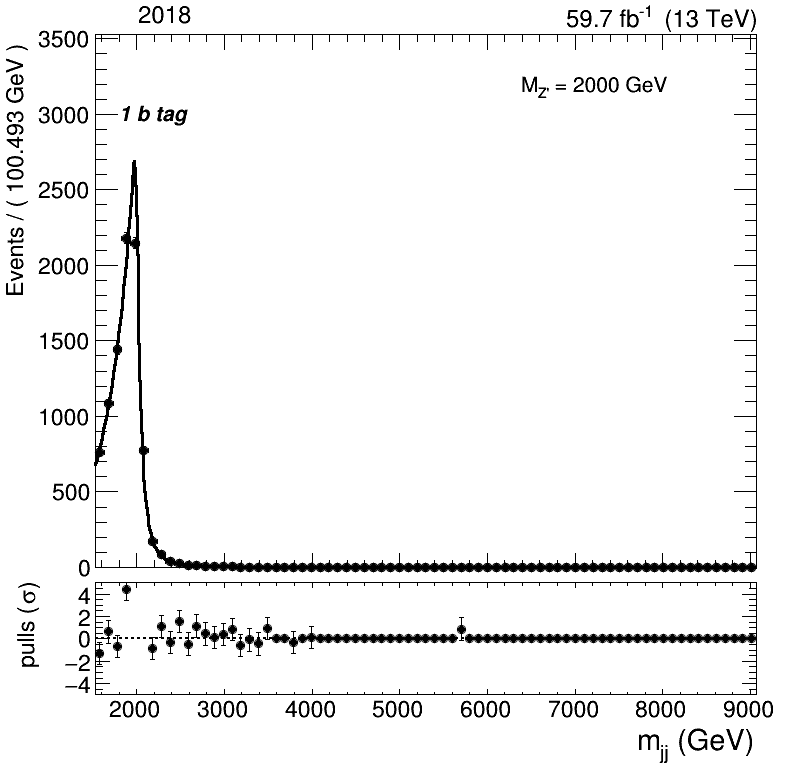 2018
59.7 fb⁻¹ (13 TeV)
Events / ( 100.493 GeV )
3500
3000
2500
2000
1500
1000
500
0
1 b tag
M_Z' = 2000 GeV
pulls (σ)
4
2
0
−2
−4
2000 3000 4000 5000 6000 7000 8000 9000
m_jj (GeV)